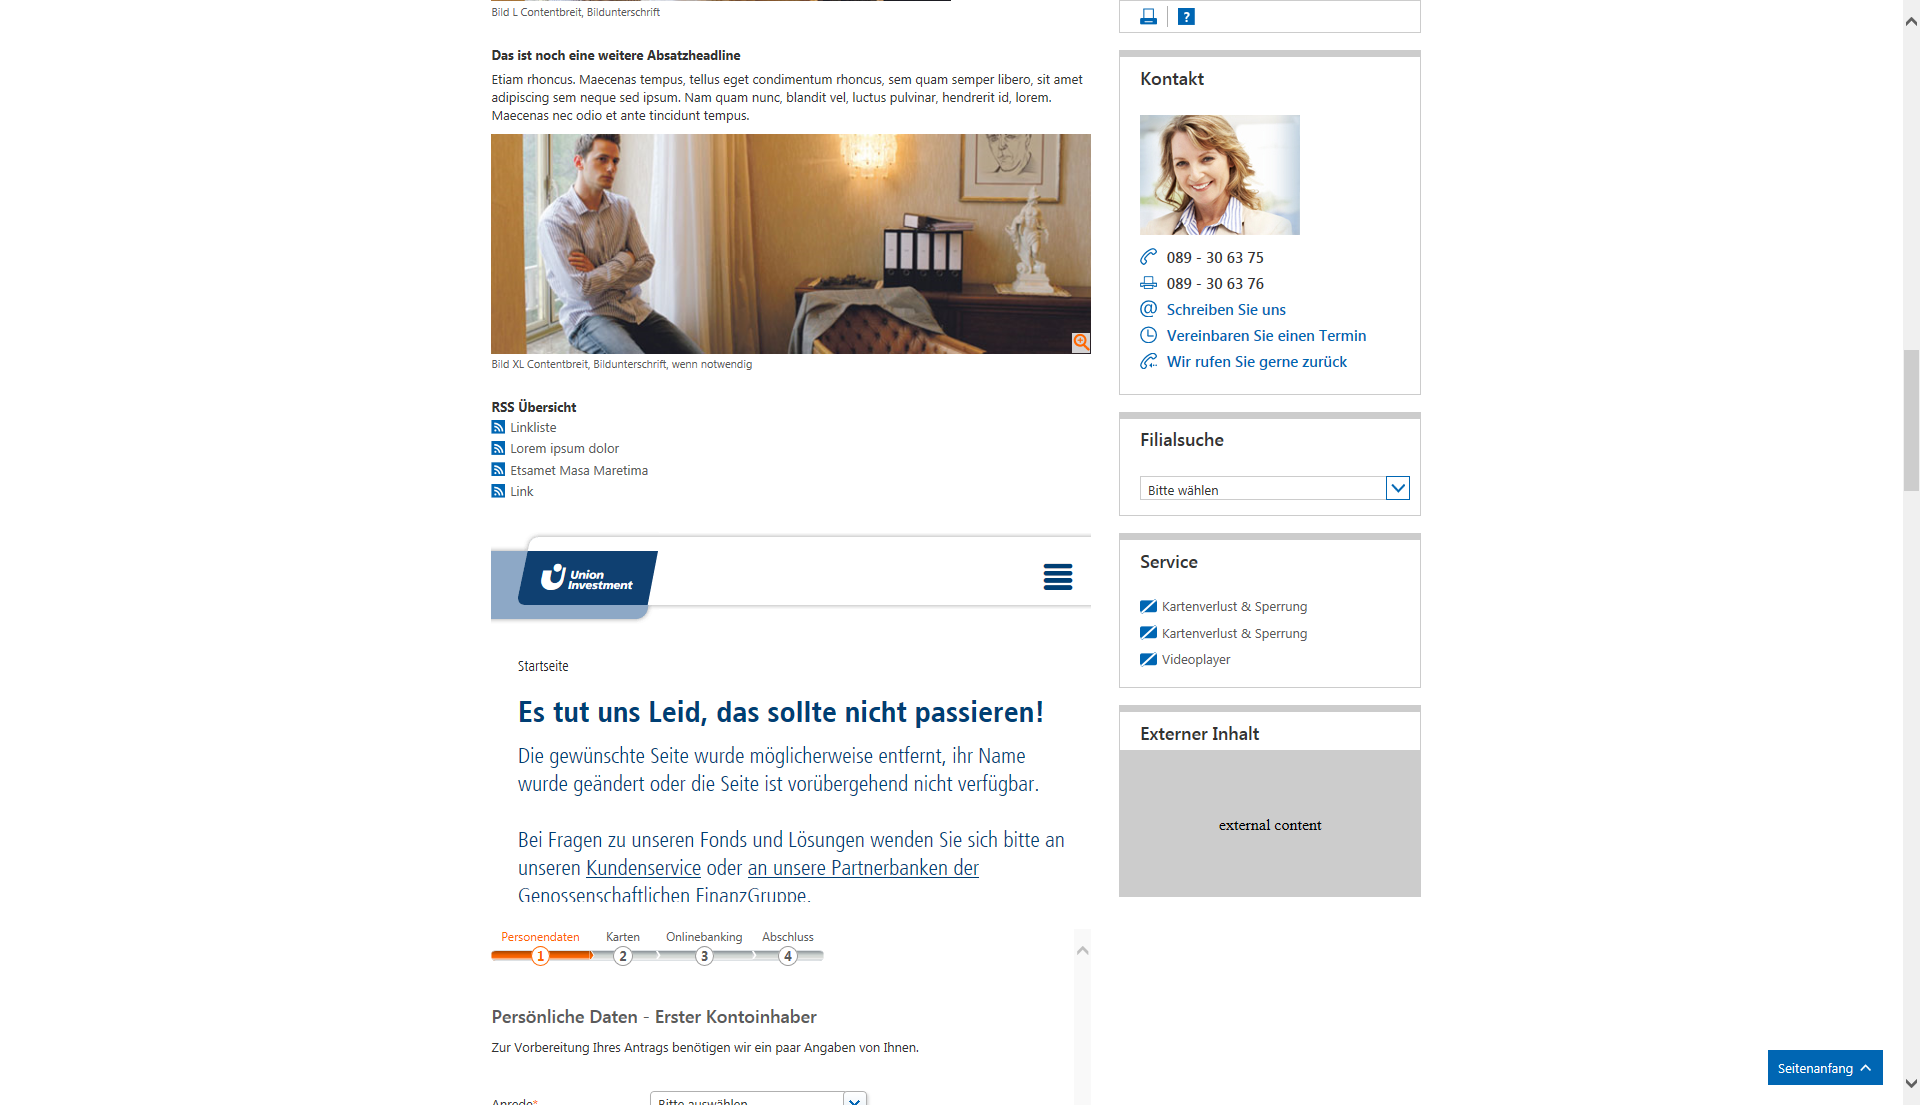 Bild L Contentbreit, Bildunterschrift
Das ist noch eine weitere Absatzheadline
Etiam rhoncus. Maecenas tempus, tellus eget condimentum rhoncus, sem quam semper libero, sit amet
adipiscing sem neque sed ipsum. Nam quam nunc, blandit vel, luctus pulvinar, hendrerit id, lorem.
Maecenas nec odio et ante tincidunt tempus.
Bild XL Contentbreit, Bildunterschrift, wenn notwendig
RSS Übersicht
Linkliste
Lorem ipsum dolor
Etsamet Masa Maretima
Link
Union
Investment
Startseite
Es tut uns Leid, das sollte nicht passieren!
Die gewünschte Seite wurde möglicherweise entfernt, ihr Name
wurde geändert oder die Seite ist vorübergehend nicht verfügbar.
Bei Fragen zu unseren Fonds und Lösungen wenden Sie sich bitte an
unseren Kundenservice oder an unsere Partnerbanken der
Genossenschaftlichen FinanzGruppe.
Personendaten Karten Onlinebanking Abschluss
1 2 3 4
Persönliche Daten - Erster Kontoinhaber
Zur Vorbereitung Ihres Antrags benötigen wir ein paar Angaben von Ihnen.
Anrede* Bitte auswählen
?
Kontakt
089 - 30 63 75
089 - 30 63 76
Schreiben Sie uns
Vereinbaren Sie einen Termin
Wir rufen Sie gerne zurück
Filialsuche
Bitte wählen
Service
Kartenverlust & Sperrung
Kartenverlust & Sperrung
Videoplayer
Externer Inhalt
external content
Seitenanfang